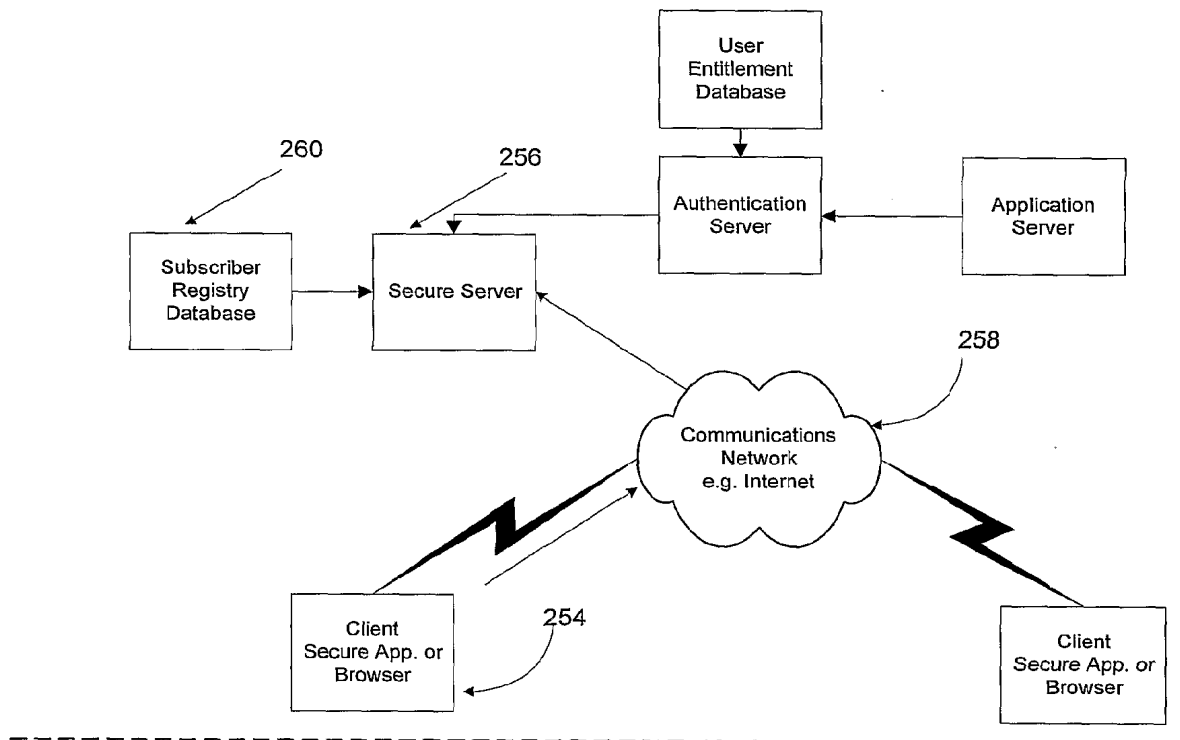 User
Entitlement
Database
260
256
Authentication
Server
Application
Server
Subscriber
Registry
Database
Secure Server
258
Communications
Network
e.g. Internet
254
Client
Secure App. or
Browser
Client
Secure App. or
Browser